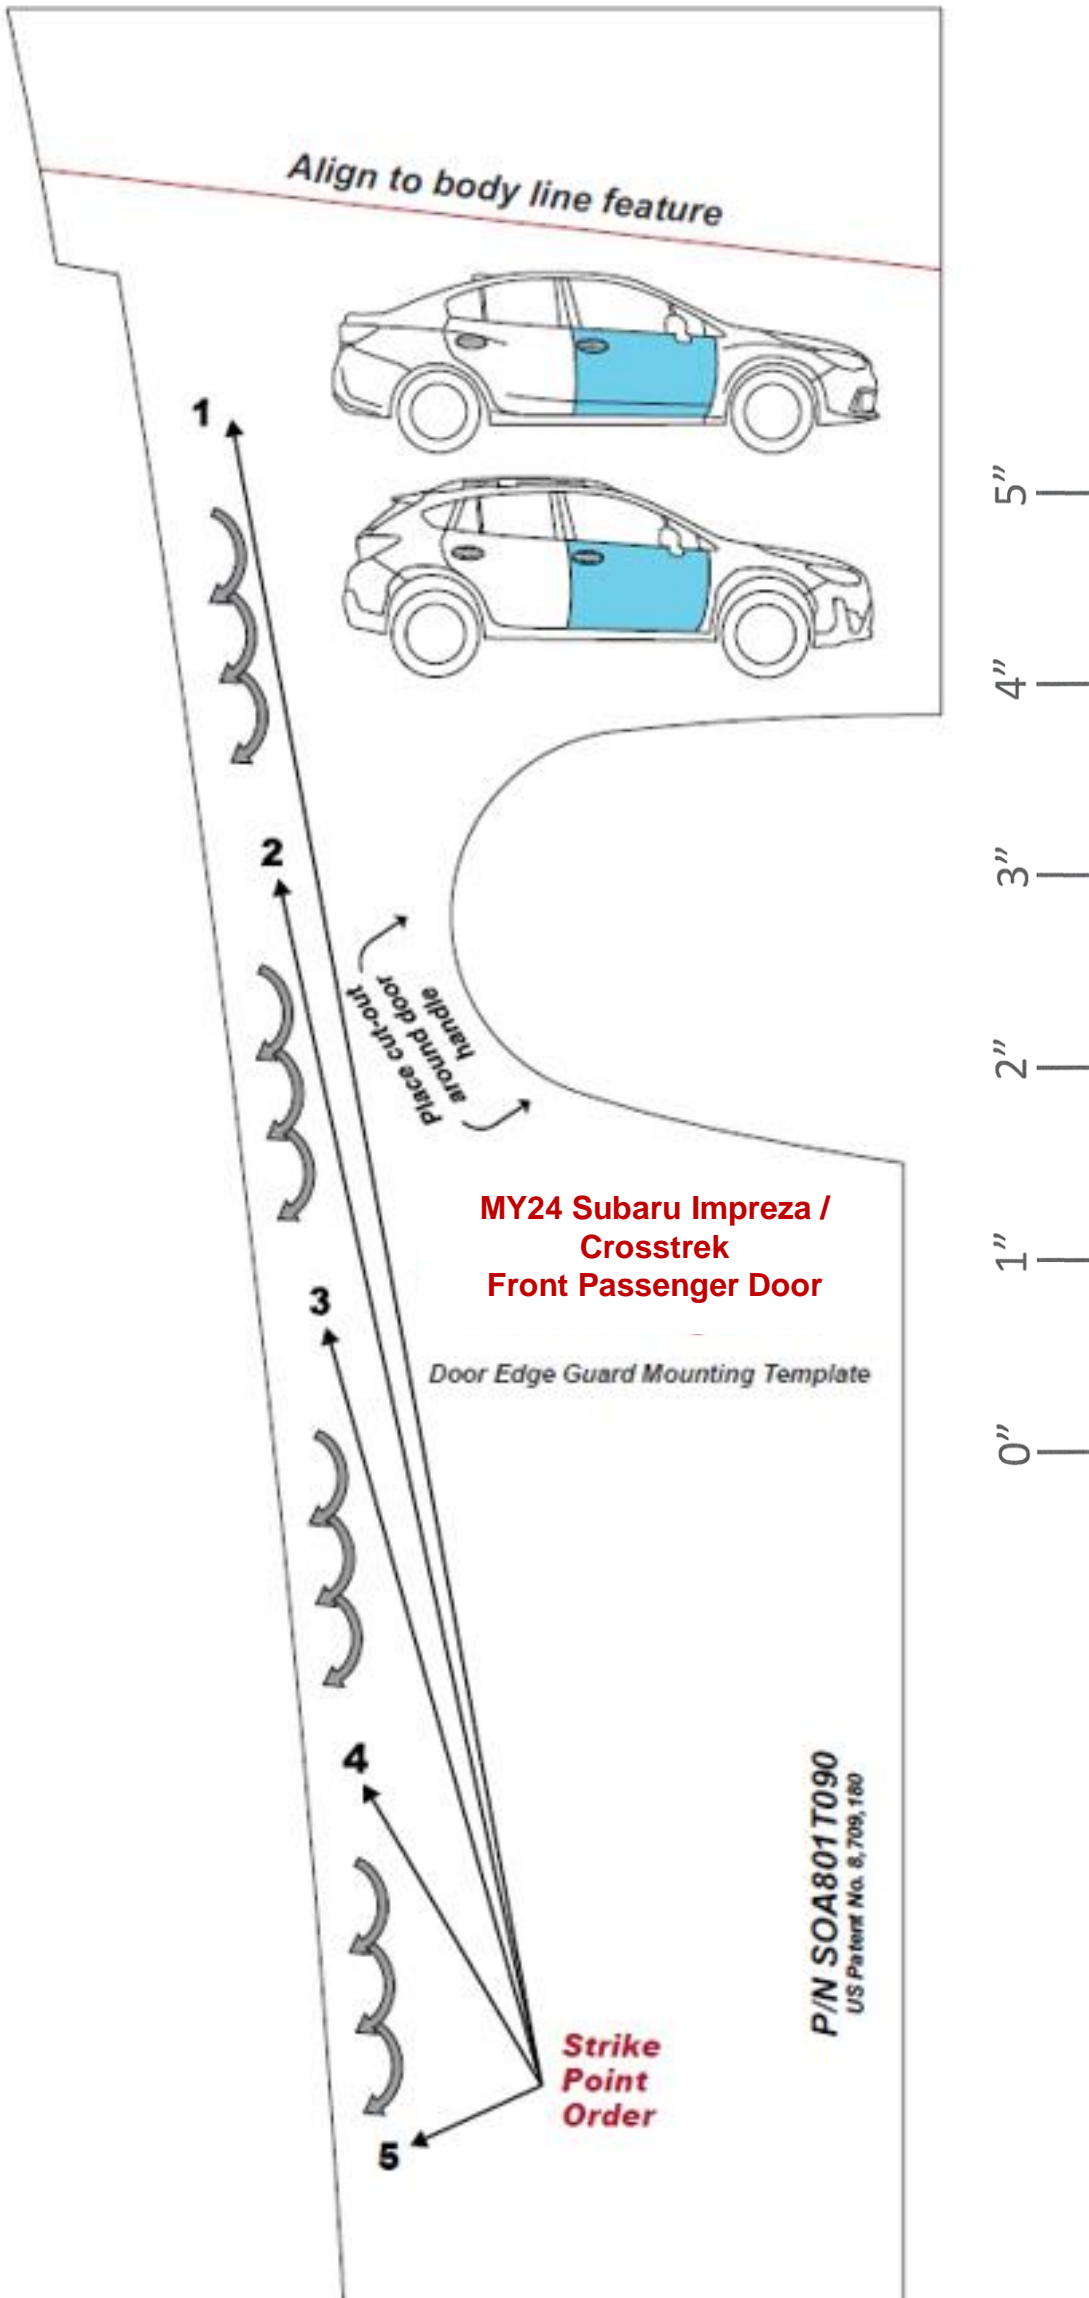 Align to body line feature
1
5”
4”
3”
2
Place cut-out
around door
handle
2”
MY24 Subaru Impreza /
Crosstrek
Front Passenger Door
1”
3
Door Edge Guard Mounting Template
0”
4
P/N SOA801T090
US Patent No. 8,709,180
Strike
Point
Order
5